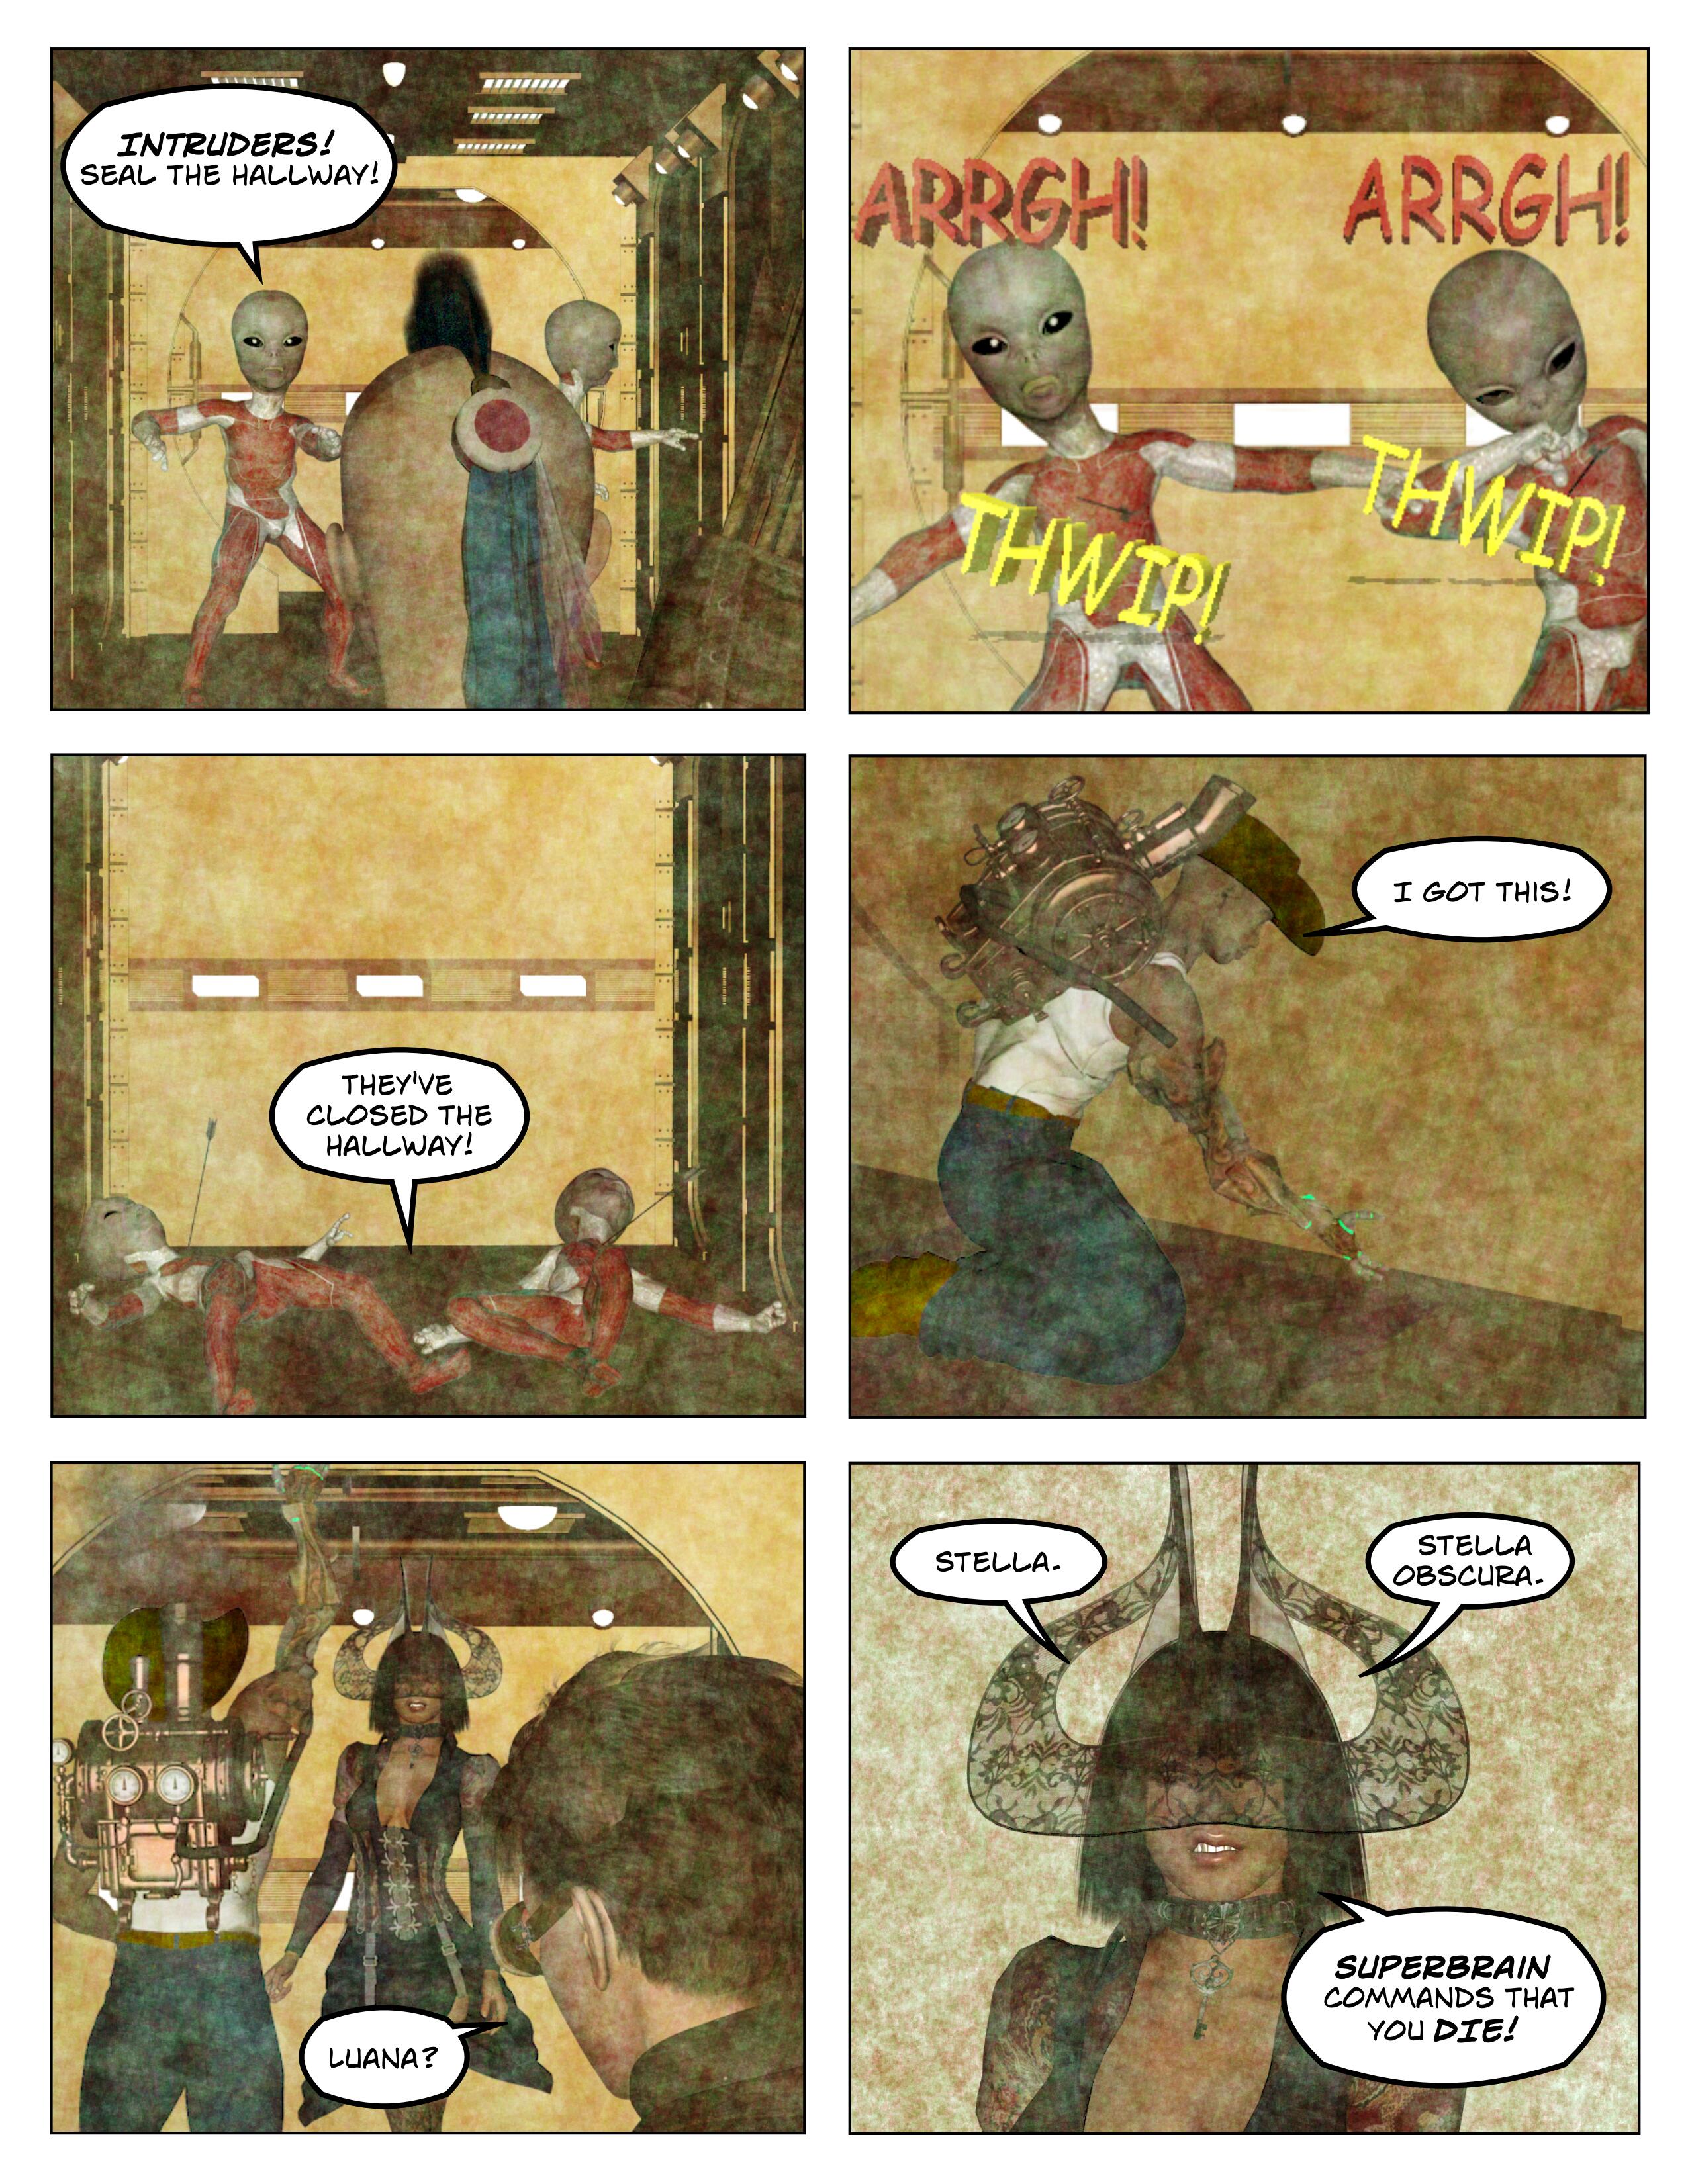 INTRUDERS!
SEAL THE HALLWAY!
ARRGH!
ARRGH!
THWIP!
THWIP!
THEY'VE
CLOSED THE
HALLWAY!
I GOT THIS!
LUANA?
STELLA.
STELLA
OBSCURA.
SUPERBRAIN
COMMANDS THAT
YOU DIE!